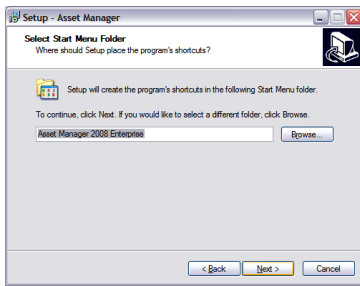 Setup - Asset Manager
Select Start Menu Folder
Where should Setup place the program's shortcuts?
Setup will create the program's shortcuts in the following Start Menu folder.
To continue, click Next. If you would like to select a different folder, click Browse.
Asset Manager 2008 Enterprise
Browse...
< Back
Next >
Cancel